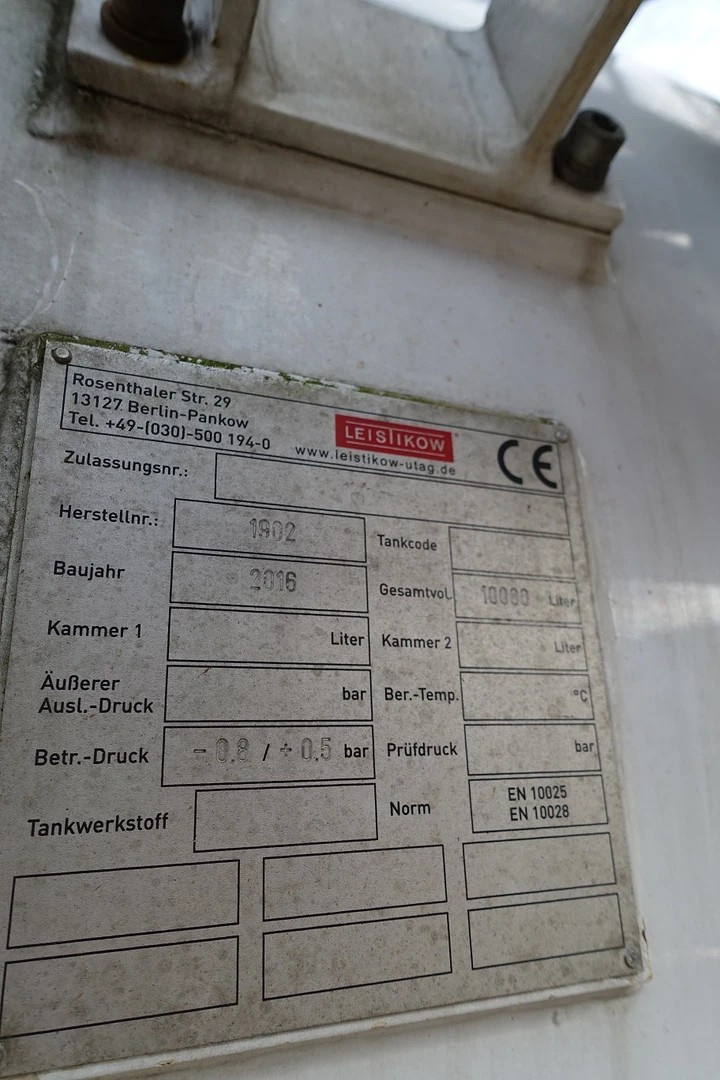 Rosenthaler Str. 29
13127 Berlin-Pankow
Tel. +49-(030)-500 194-0
LEISTIKOW
www.leistikow-utag.de
CE
Zulassungsnr.:
Herstellnr.: 1902
Tankcode
Baujahr 2016
Gesamtvol. Liter
Kammer 1 Liter
Kammer 2 Liter
Äußerer
Ausl.-Druck bar
Ber.-Temp. °C
Betr.-Druck - 0.8 / + 0.5 bar
Prüfdruck bar
Tankwerkstoff
Norm EN 10025
EN 10028